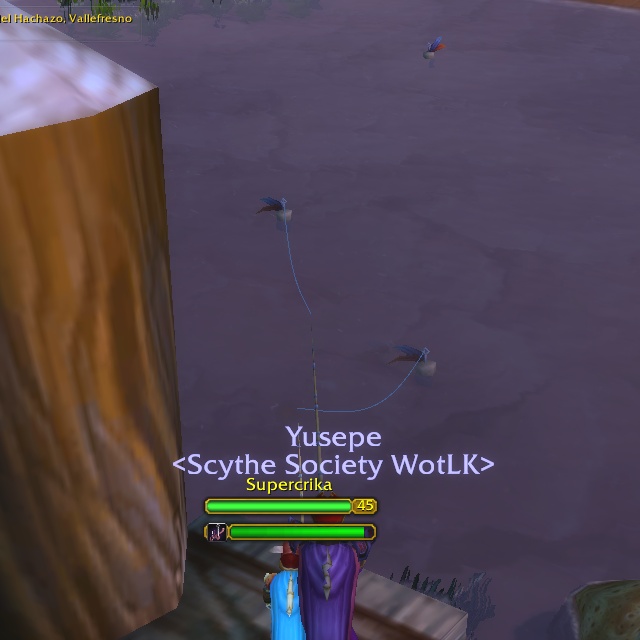 el Hachazo, Vallefresno
Yusepe
<Scythe Society WotLK>
Supercrika
45